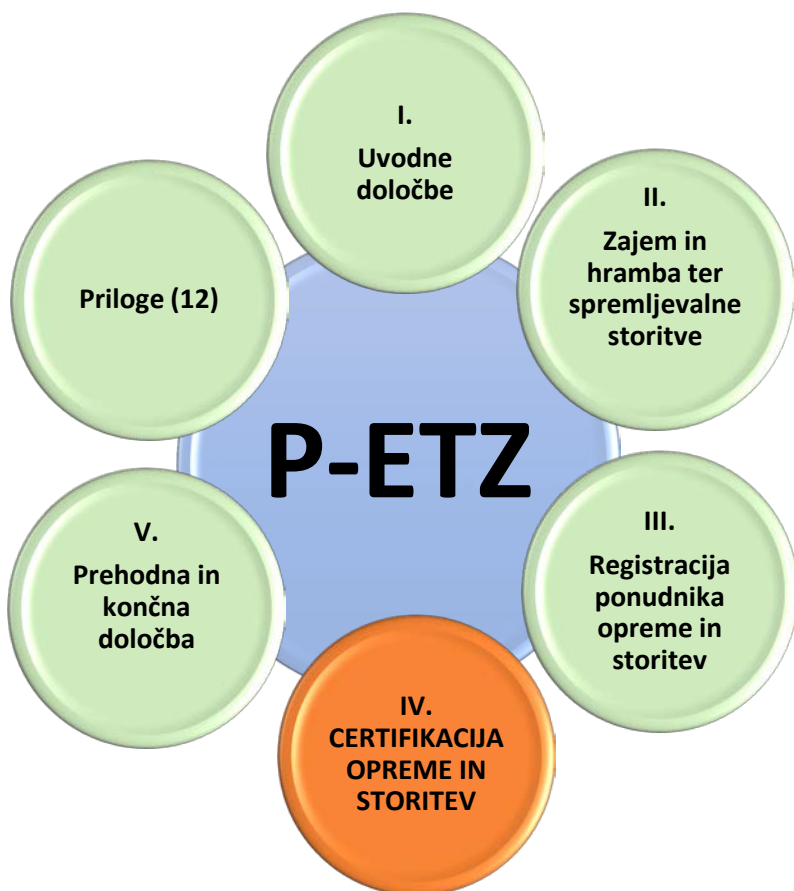 I.
Uvodne
določbe
II.
Zajem in
hramba ter
spremljevalne
storitve
III.
Registracija
ponudnika
opreme in
storitev
IV.
CERTIFIKACIJA
OPREME IN
STORITEV
V.
Prehodna in
končna
določba
Priloge (12)
P-ETZ